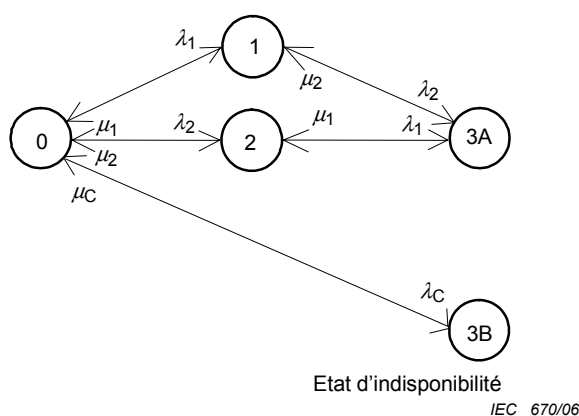 λ1
1
μ2
λ2
0
μ1
λ2
2
μ1
λ1
3A
μ2
μC
λC
3B
Etat d'indisponibilité
IEC 670/06